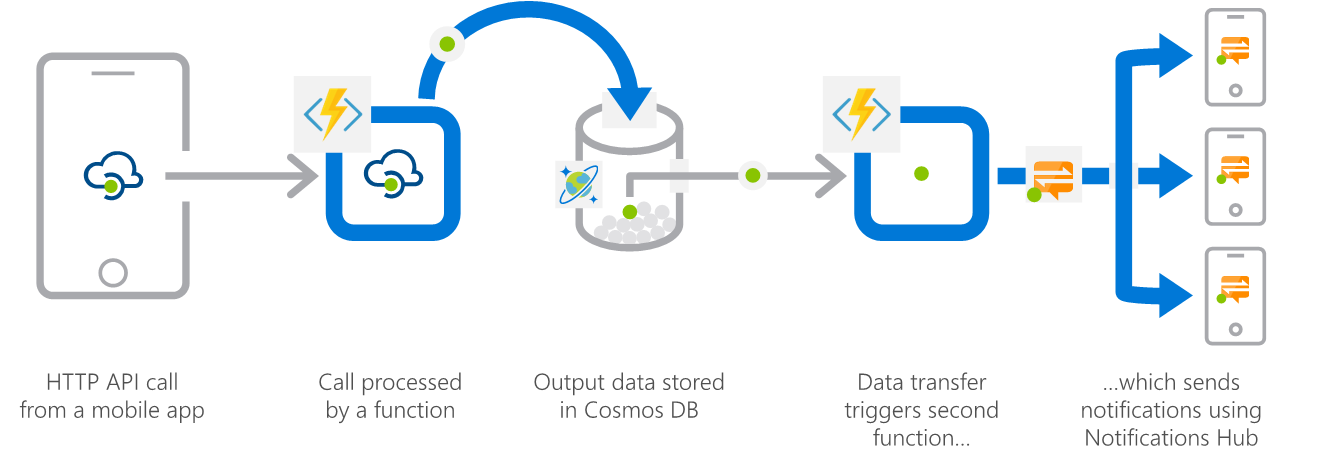 HTTP API call
from a mobile app
Call processed
by a function
Output data stored
in Cosmos DB
Data transfer
triggers second
function...
...which sends
notifications using
Notifications Hub